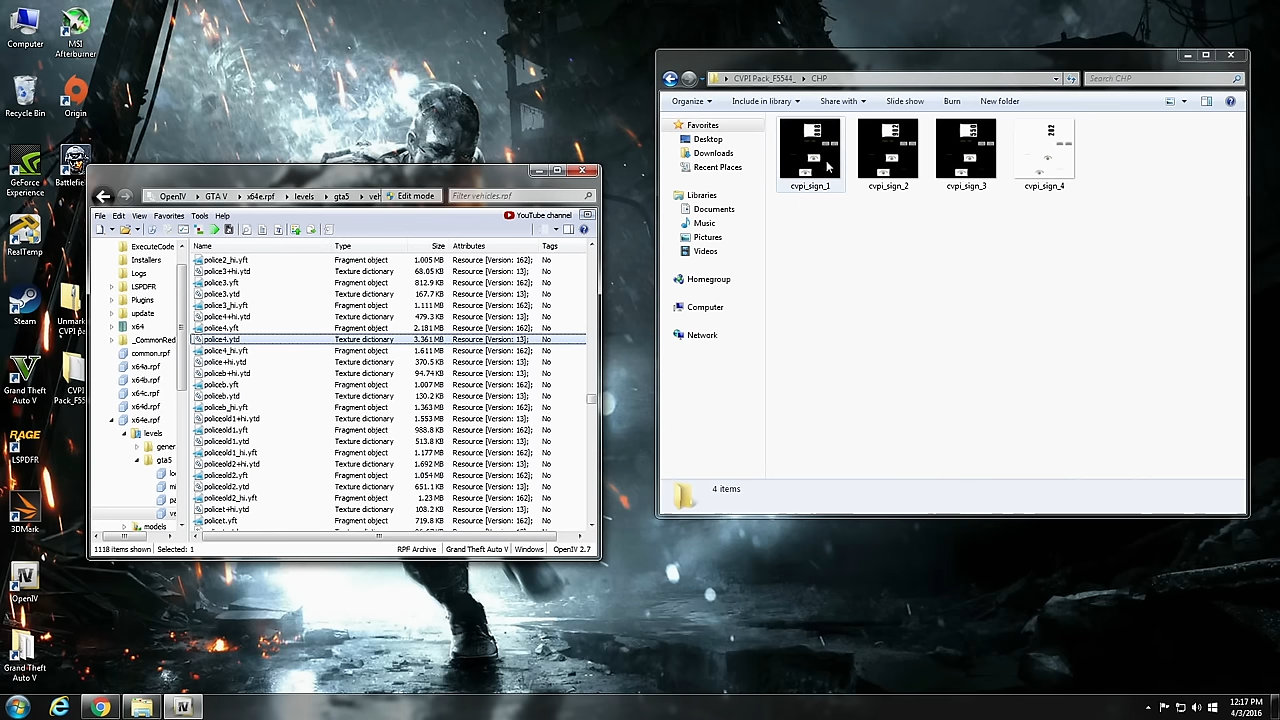 Computer
MSI
Afterburner
Recycle Bin
Origin
GeForce
Experience
Battlefie
RealTemp
Steam
Unmark
CVPI pa
Grand Theft
Auto V
CVPI
Pack_F55
RAGE
LSPDFR
3DMark
OpenIV
Grand Theft
Auto V
OpenIV
GTA V
x64e.rpf
levels
gta5
veh
Edit mode
Filter vehicles.rpf
File Edit View Favorites Tools Help
YouTube channel
ExecuteCode
Installers
Logs
LSPDFR
Plugins
update
x64
_CommonRed
common.rpf
x64a.rpf
x64b.rpf
x64c.rpf
x64d.rpf
x64e.rpf
levels
gener
gta5
lo
mi
pa
ve
models
Name Type Size Attributes Tags
police2_hi.yft Fragment object 1.005 MB Resource [Version: 162]; No
police3+hi.ytd Texture dictionary 68.05 KB Resource [Version: 13]; No
police3.yft Fragment object 812.9 KB Resource [Version: 162]; No
police3.ytd Texture dictionary 167.7 KB Resource [Version: 13]; No
police3_hi.yft Fragment object 1.111 MB Resource [Version: 162]; No
police4+hi.ytd Texture dictionary 479.3 KB Resource [Version: 13]; No
police4.yft Fragment object 2.181 MB Resource [Version: 162]; No
police4.ytd Texture dictionary 3.361 MB Resource [Version: 13]; No
police4_hi.yft Fragment object 1.611 MB Resource [Version: 162]; No
police+hi.ytd Texture dictionary 370.5 KB Resource [Version: 13]; No
policeb+hi.ytd Texture dictionary 94.74 KB Resource [Version: 13]; No
policeb.yft Fragment object 1.007 MB Resource [Version: 162]; No
policeb.ytd Texture dictionary 130.2 KB Resource [Version: 13]; No
policeb_hi.yft Fragment object 1.363 MB Resource [Version: 162]; No
policeold1+hi.ytd Texture dictionary 1.553 MB Resource [Version: 13]; No
policeold1.yft Fragment object 988.8 KB Resource [Version: 162]; No
policeold1.ytd Texture dictionary 513.8 KB Resource [Version: 13]; No
policeold1_hi.yft Fragment object 1.177 MB Resource [Version: 162]; No
policeold2+hi.ytd Texture dictionary 1.692 MB Resource [Version: 13]; No
policeold2.yft Fragment object 1.054 MB Resource [Version: 162]; No
policeold2.ytd Texture dictionary 651.1 KB Resource [Version: 13]; No
policeold2_hi.yft Fragment object 1.23 MB Resource [Version: 162]; No
policet+hi.ytd Texture dictionary 108.2 KB Resource [Version: 13]; No
policet.yft Fragment object 719.8 KB Resource [Version: 162]; No
1118 items shown Selected: 1 RPF Archive Grand Theft Auto V Windows OpenIV 2.7
CVPI Pack_F5544_ CHP
Search CHP
Organize Include in library Share with Slide show Burn New folder
Favorites
Desktop
Downloads
Recent Places
Libraries
Documents
Music
Pictures
Videos
Homegroup
Computer
Network
cvpi_sign_1 cvpi_sign_2 cvpi_sign_3 cvpi_sign_4
4 items
12:17 PM
4/3/2016